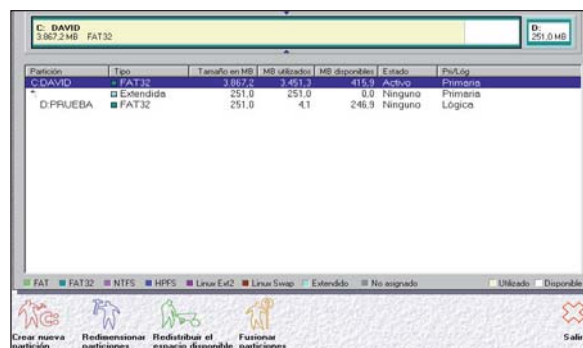 C: DAVID
3.867,2 MB FAT32
D:
251,0 MB
Partición Tipo Tamaño en MB MB utilizados MB disponibles Estado Pri/Lóg
C:DAVID FAT32 3.867,2 3.451,3 415,9 Activo Primaria
*: Extendida 251,0 251,0 0,0 Ninguno Primaria
D:PRUEBA FAT32 251,0 4,1 246,9 Ninguno Lógica
FAT FAT32 NTFS HPFS Linux Ext2 Linux Swap Extendido No asignado Utilizado Disponible
Crear nueva partición
Redimensionar particiones
Redistribuir el espacio disponible
Fusionar particiones
Salir